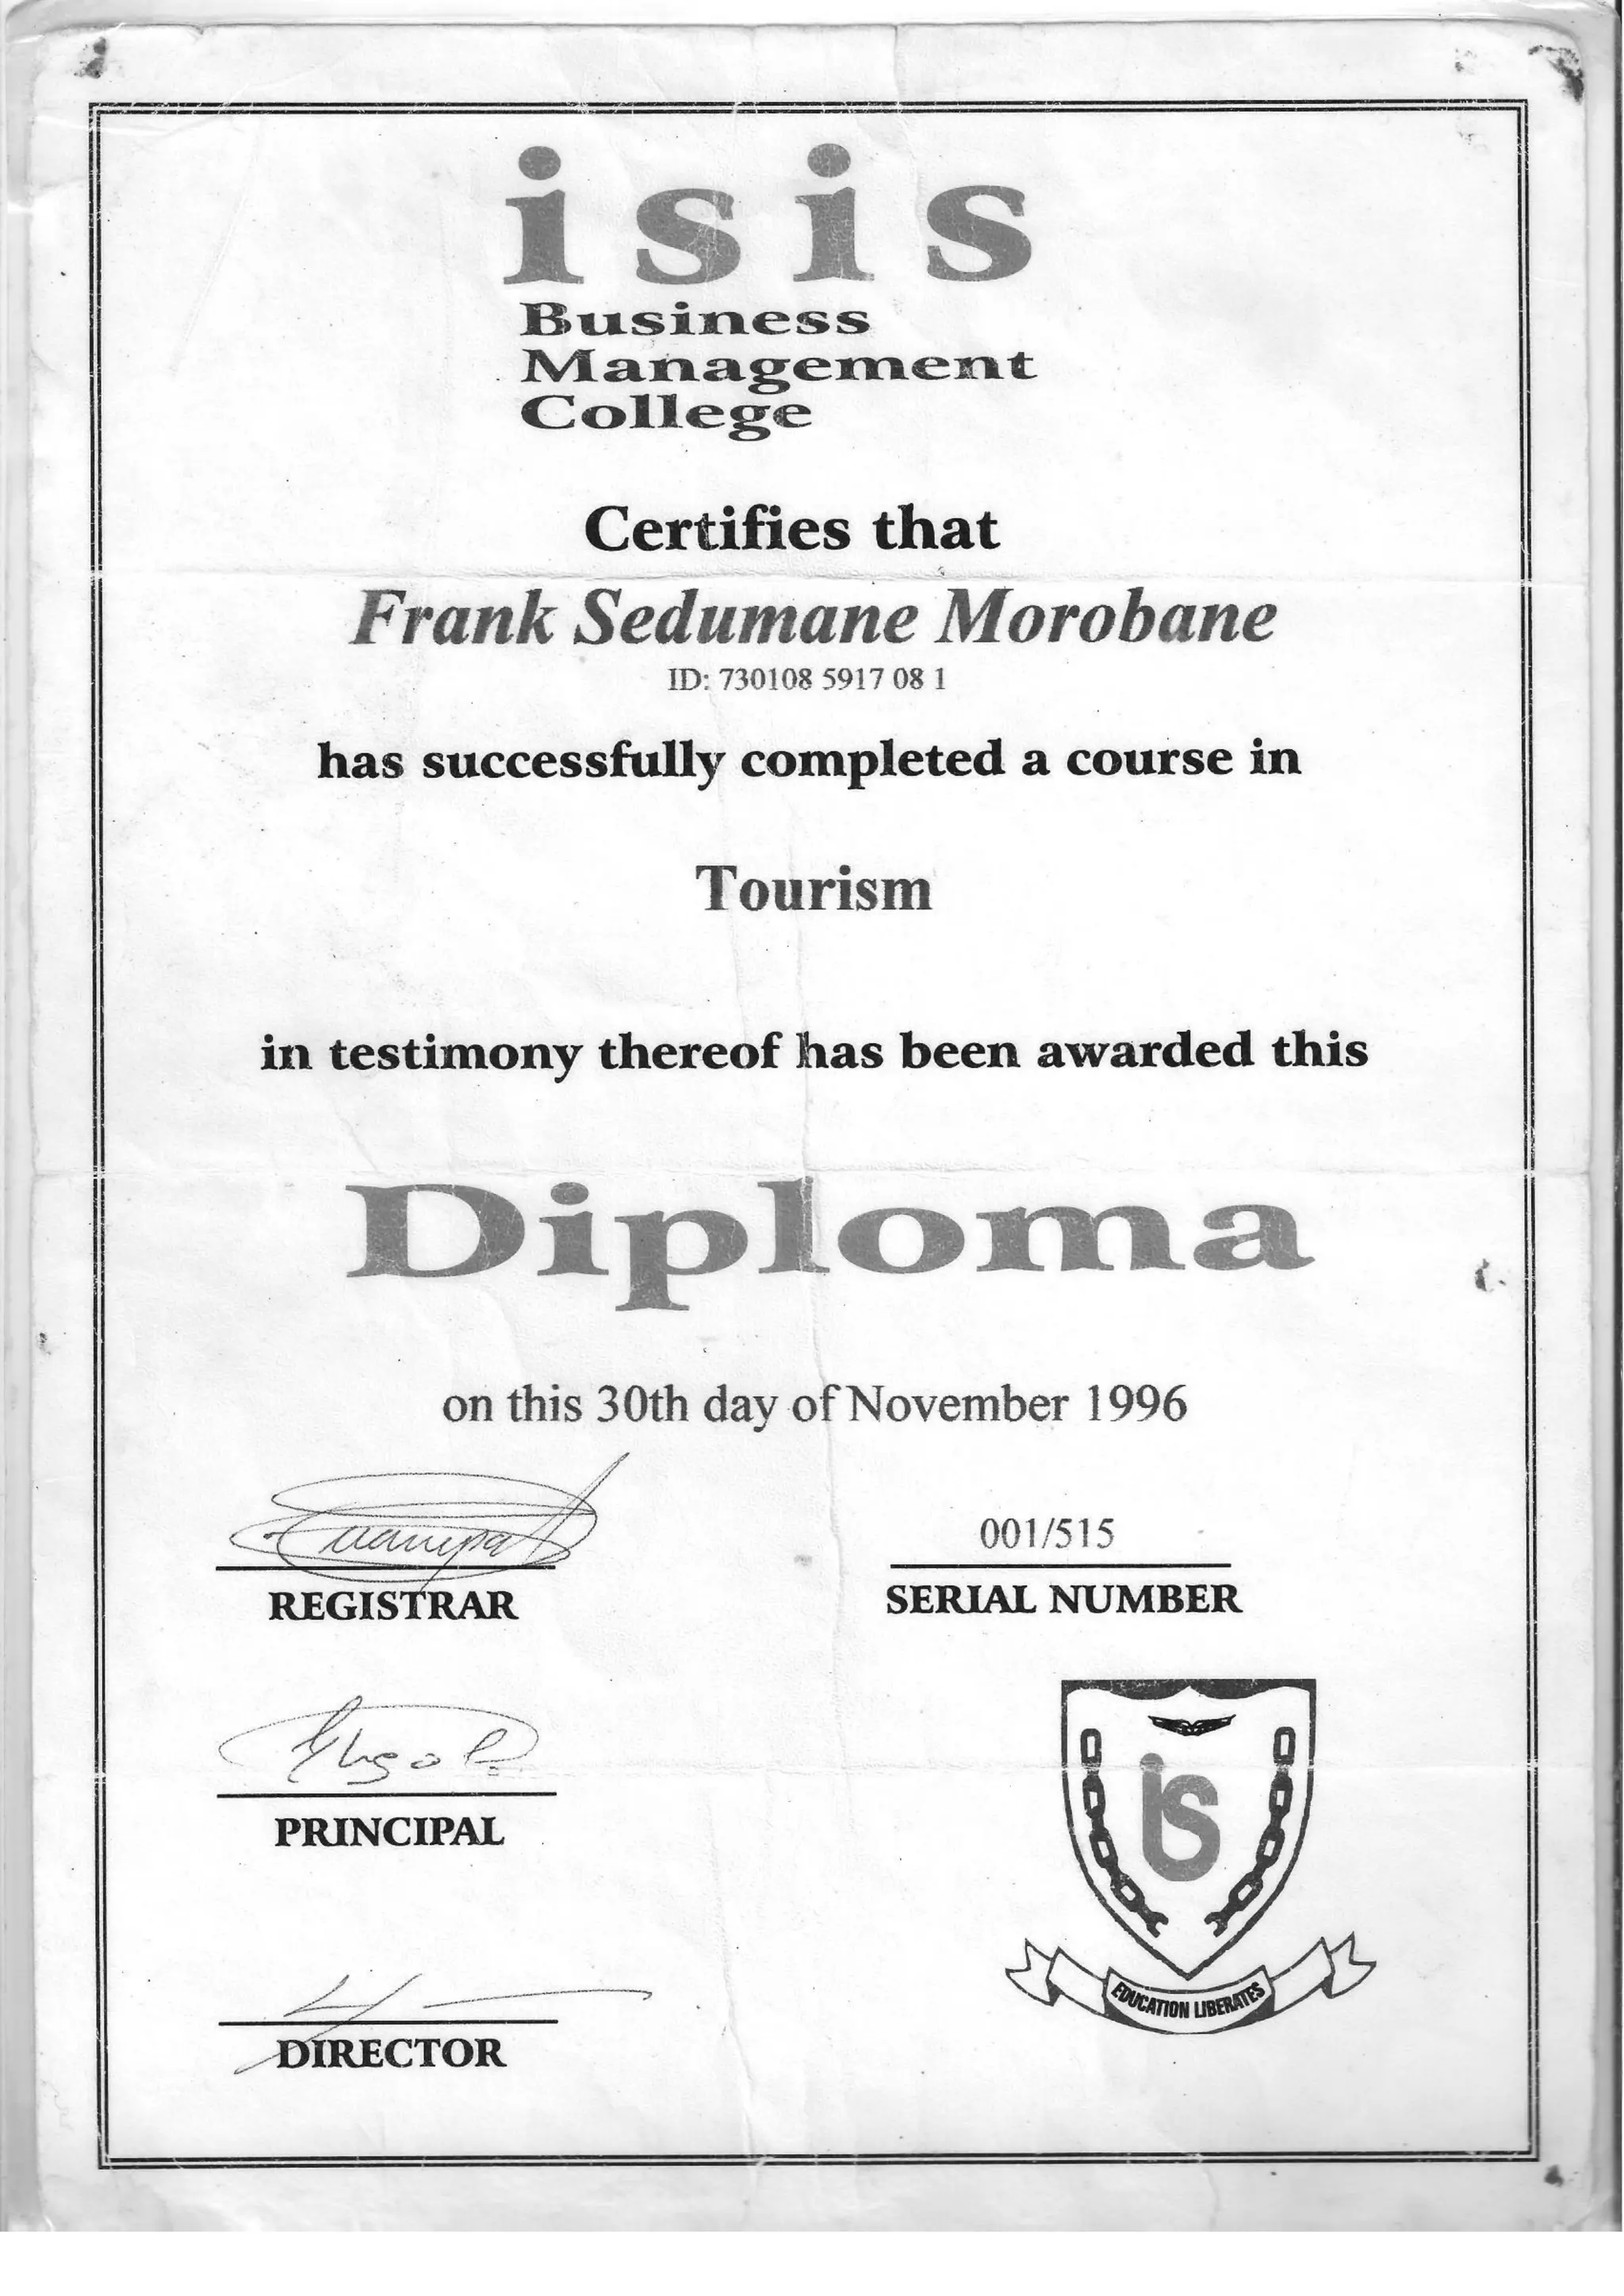 isis
Business
Management
College
Certifies that
Frank Sedumane Morobane
ID: 730108 5917 08 1
has successfully completed a course in
Tourism
in testimony thereof has been awarded this
Diploma
on this 30th day of November 1996
001/515
REGISTRAR
SERIAL NUMBER
PRINCIPAL
is
EDUCATION LIBERATES
DIRECTOR